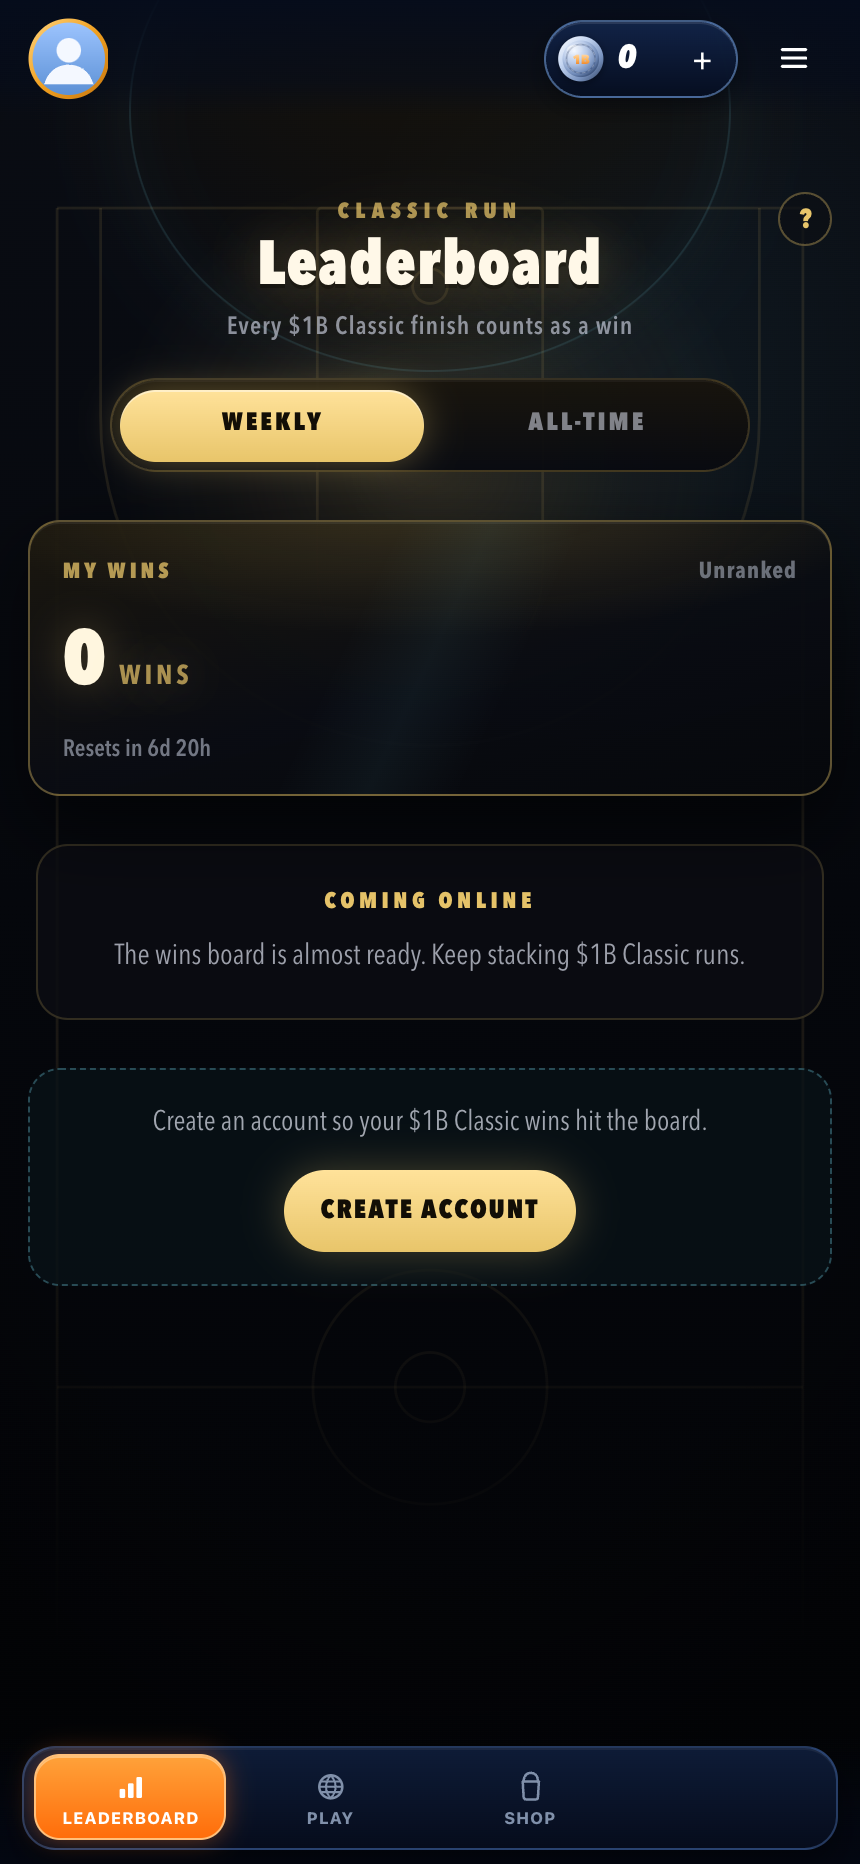 1B
0
+
CLASSIC RUN
?
Leaderboard
Every $1B Classic finish counts as a win
WEEKLY
ALL-TIME
MY WINS
Unranked
0 WINS
Resets in 6d 20h
COMING ONLINE
The wins board is almost ready. Keep stacking $1B Classic runs.
Create an account so your $1B Classic wins hit the board.
CREATE ACCOUNT
LEADERBOARD
PLAY
SHOP